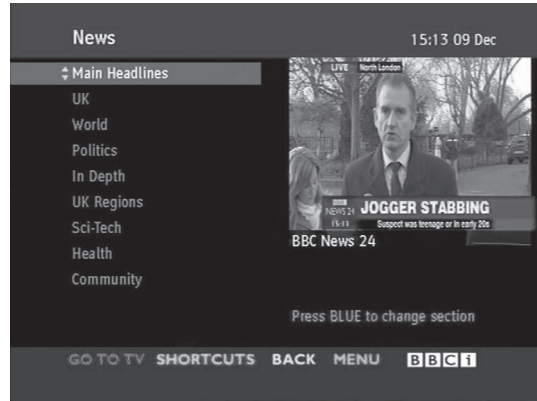 News
15:13 09 Dec
Main Headlines
UK
World
Politics
In Depth
UK Regions
Sci-Tech
Health
Community
LIVE North London
BBC
NEWS 24
15:13
JOGGER STABBING
Suspect was teenage or in early 20s
BBC News 24
Press BLUE to change section
GO TO TV SHORTCUTS BACK MENU BBCi